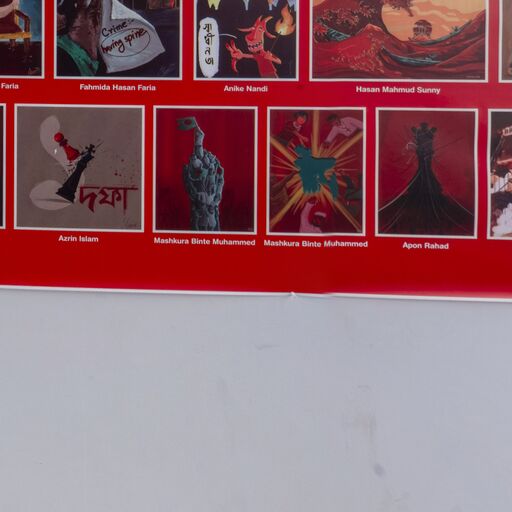 Crime:
having spine
স্বাধীনতা
Faria
Fahmida Hasan Faria
Anike Nandi
Hasan Mahmud Sunny
দফা
Azrin Islam
Mashkura Binte Muhammed
Mashkura Binte Muhammed
Apon Rahad